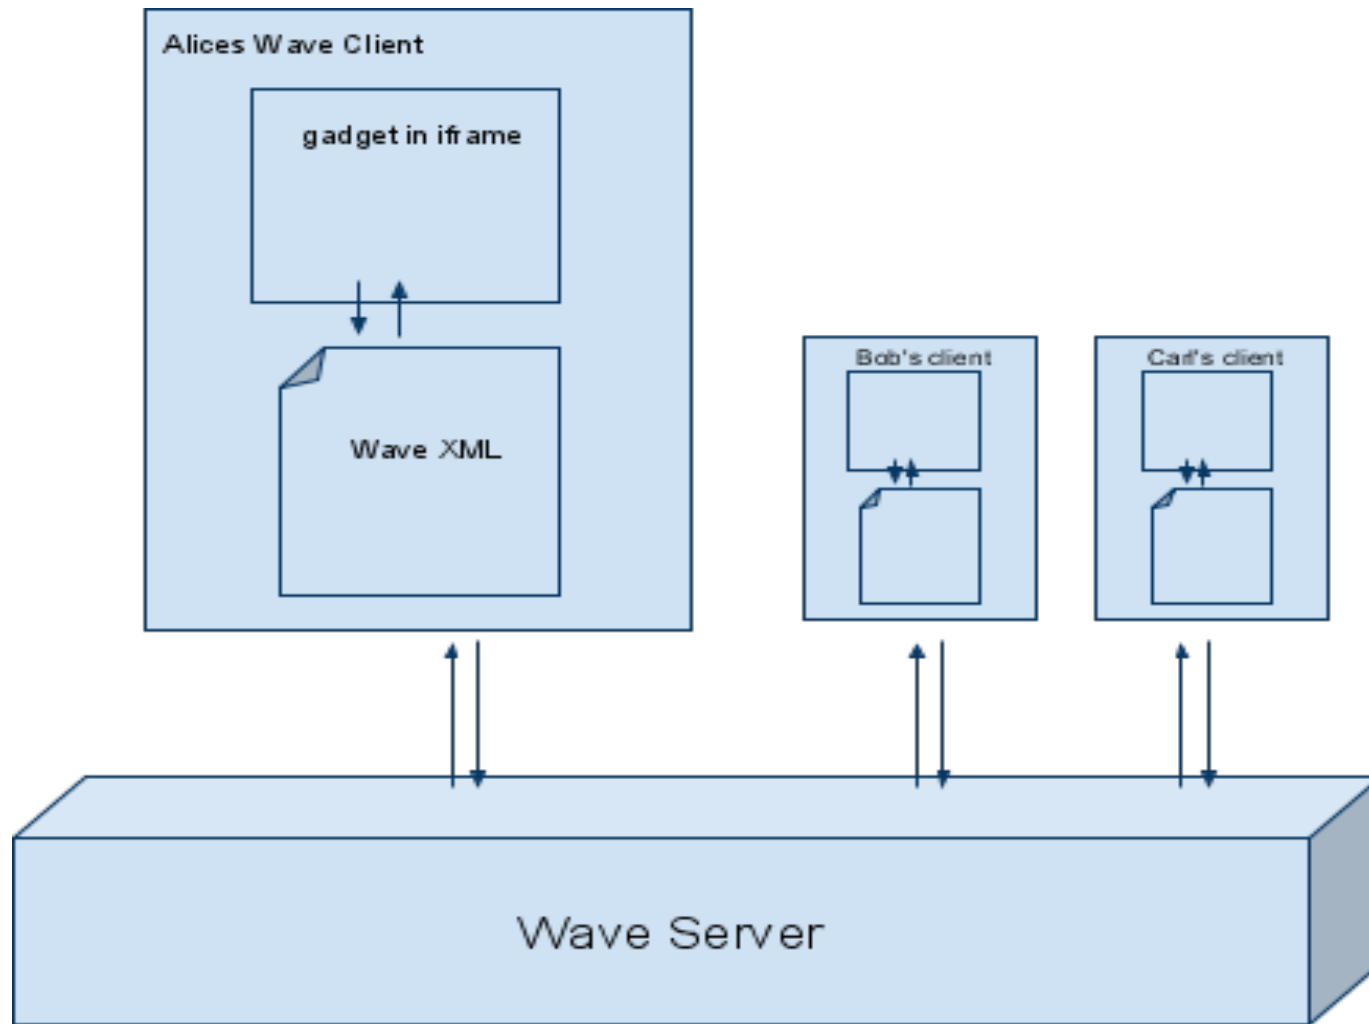 Alices Wave Client
gadget in iframe
Wave XML
Bob's client
Carl's client
Wave Server